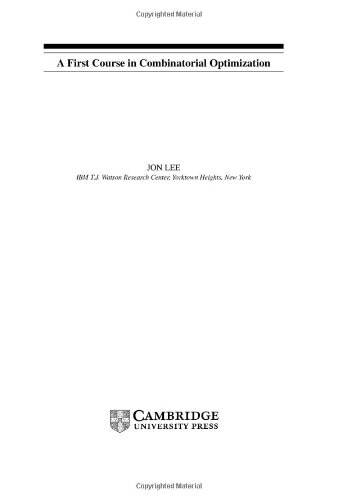 Copyrighted Material
A First Course in Combinatorial Optimization
JON LEE
IBM T.J. Watson Research Center, Yorktown Heights, New York
CAMBRIDGE
UNIVERSITY PRESS
Copyrighted Material